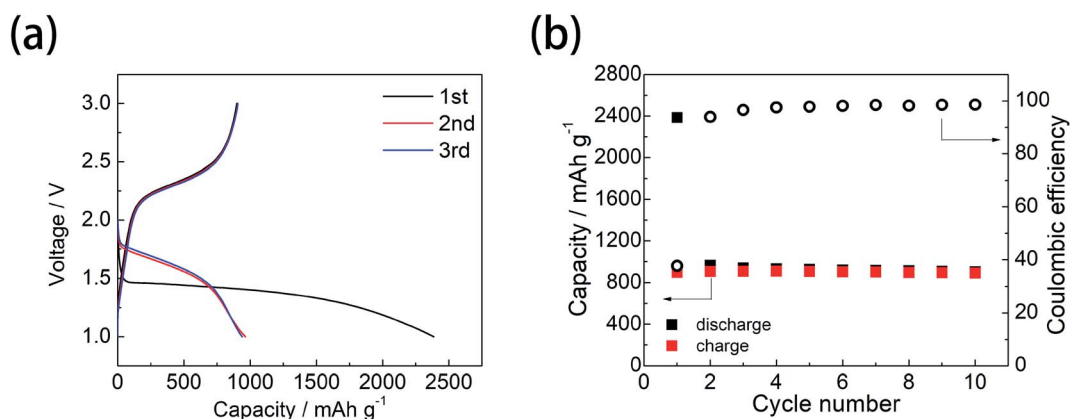 (a)
3.0
2.5
2.0
1.5
1.0
Voltage / V
0 500 1000 1500 2000 2500
Capacity / mAh g-1
1st
2nd
3rd
(b)
2800
2400
2000
1600
1200
800
400
0
Capacity / mAh g-1
100
80
60
40
20
0
Coulombic efficiency
discharge
charge
0 2 4 6 8 10
Cycle number